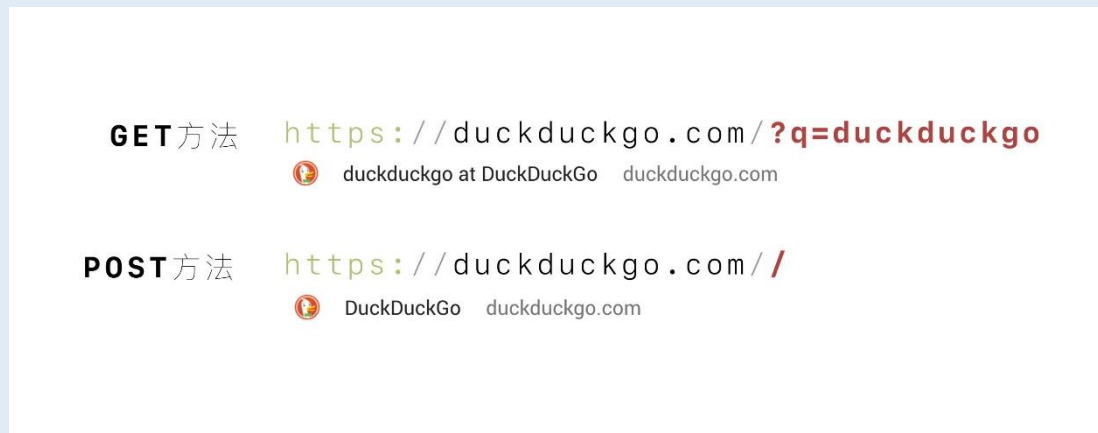 GET方法 https://duckduckgo.com/?q=duckduckgo
duckduckgo at DuckDuckGo duckduckgo.com
POST方法 https://duckduckgo.com//
DuckDuckGo duckduckgo.com